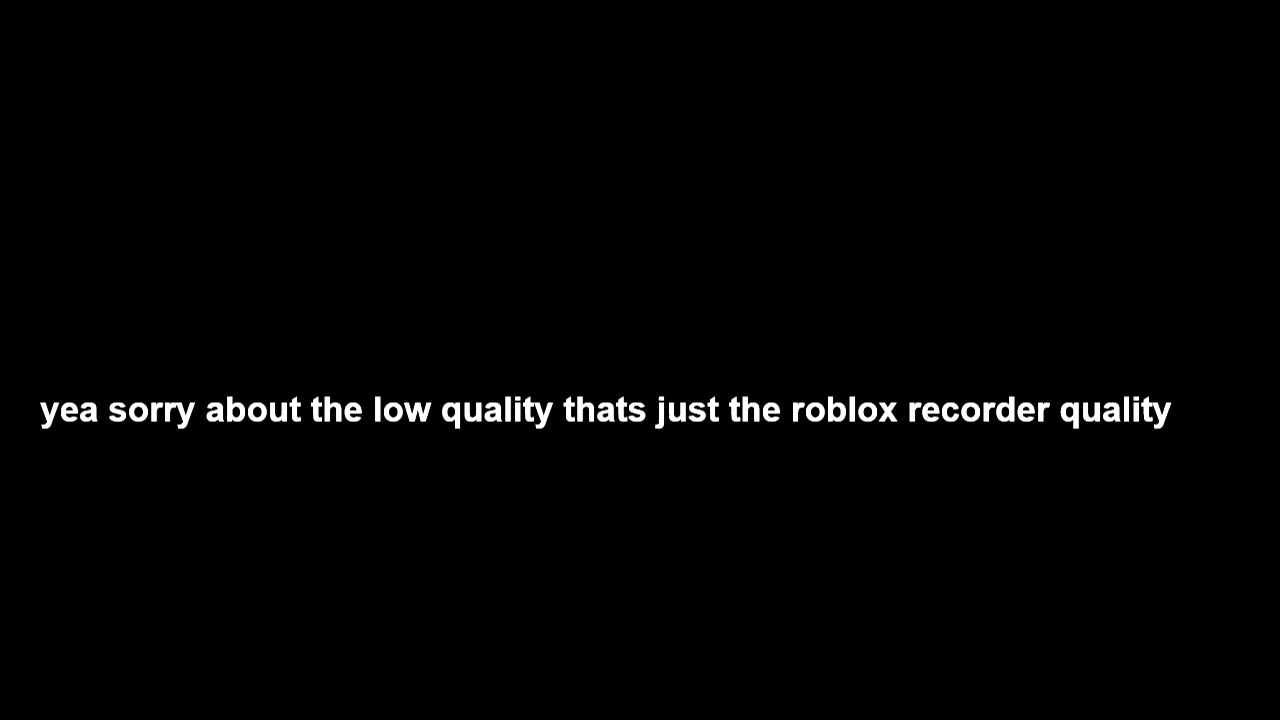 yea sorry about the low quality thats just the roblox recorder quality